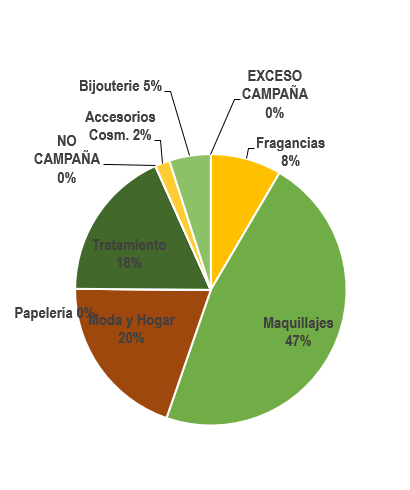 EXCESO
CAMPAÑA
0%
Bijouterie 5%
Accesorios
Cosm. 2%
NO
CAMPAÑA
0%
Fragancias
8%
Tratamiento
18%
Papelería 0%
Moda y Hogar
20%
Maquillajes
47%